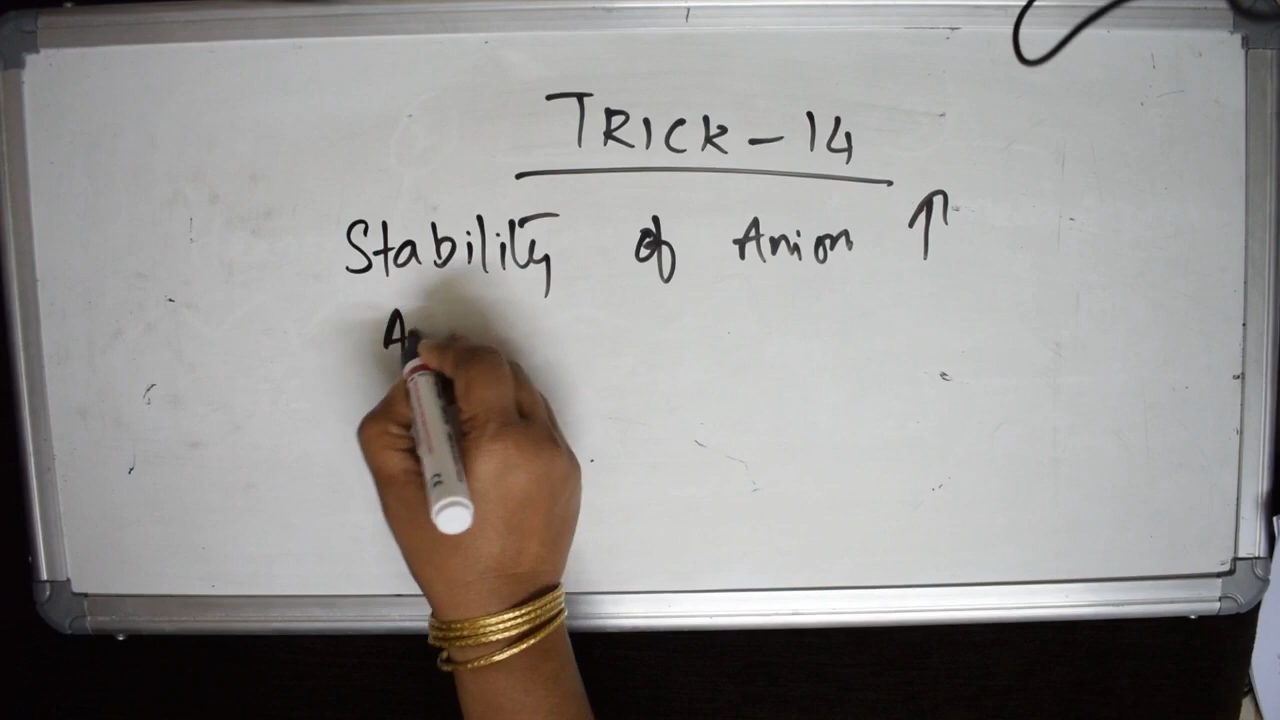 TRICK-14
Stability of Anion ↑
A